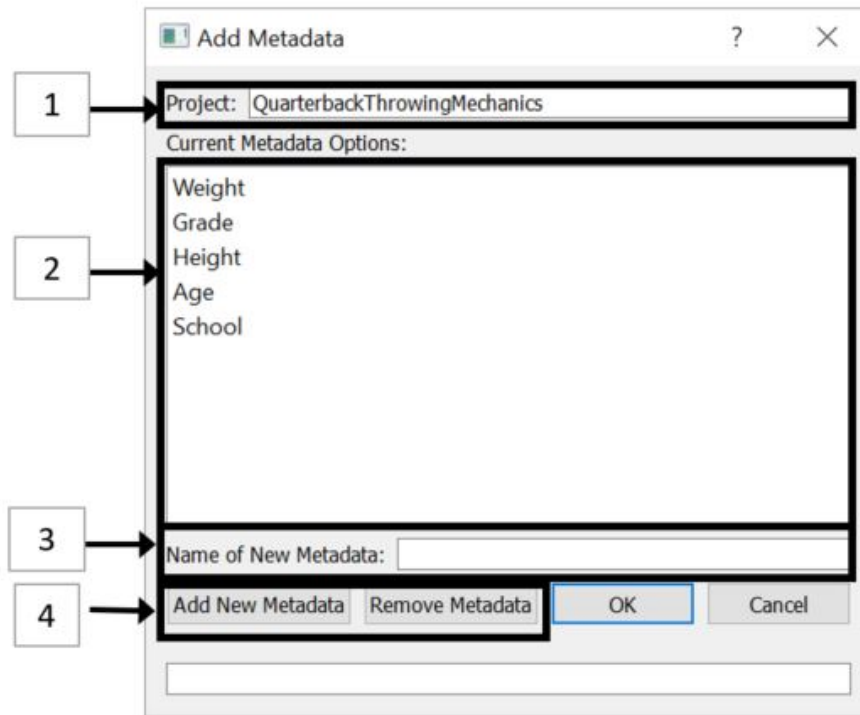 Add Metadata
?
1
Project: QuarterbackThrowingMechanics
Current Metadata Options:
Weight
Grade
2
Height
Age
School
3
Name of New Metadata:
4
Add New Metadata Remove Metadata OK Cancel